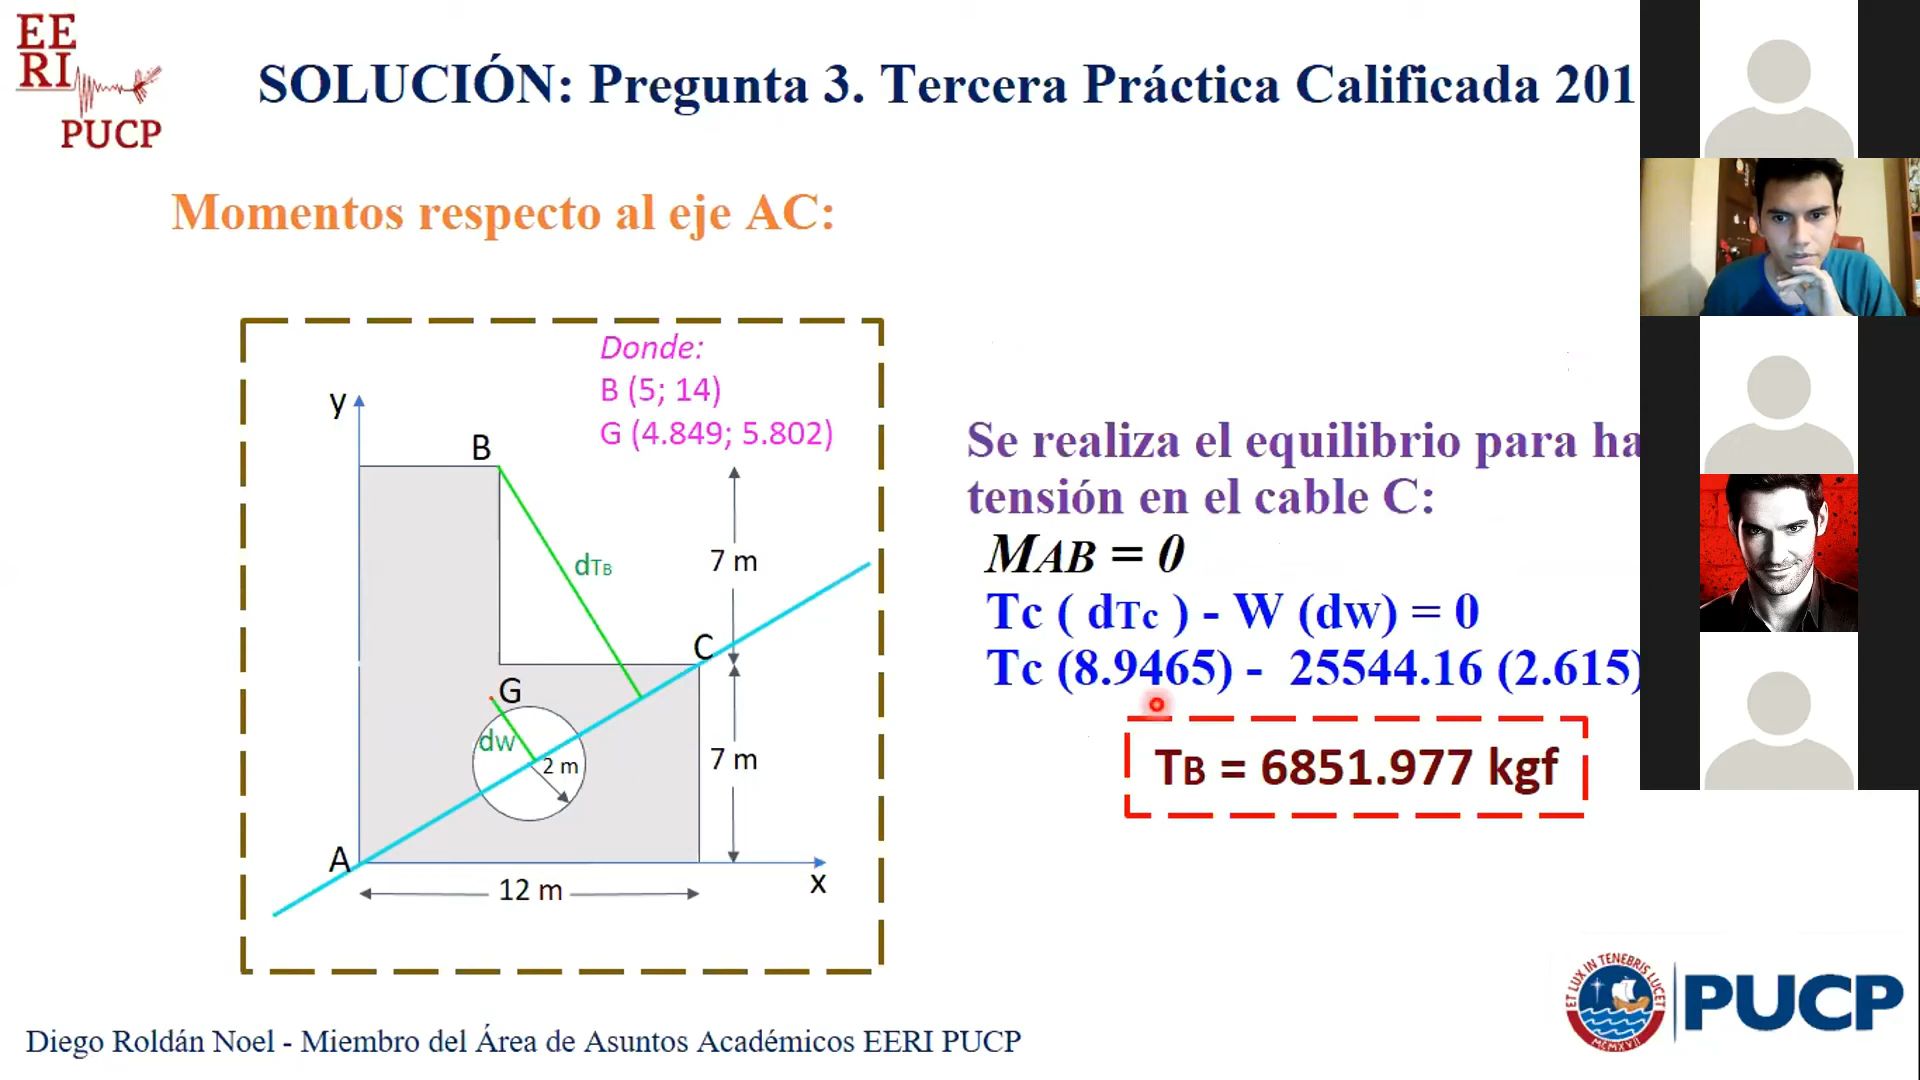 EE
RI
PUCP
SOLUCIÓN: Pregunta 3. Tercera Práctica Calificada 201
Momentos respecto al eje AC:
Donde:
B (5; 14)
G (4.849; 5.802)
y
B
dTB
7 m
C
G
dw
2 m
7 m
A
12 m
x
Se realiza el equilibrio para ha
tensión en el cable C:
MAB = 0
Tc ( dTc ) - W (dw) = 0
Tc (8.9465) - 25544.16 (2.615)
TB = 6851.977 kgf
ET LUX IN TENEBRIS LUCET
MCMXVII
PUCP
Diego Roldán Noel - Miembro del Área de Asuntos Académicos EERI PUCP